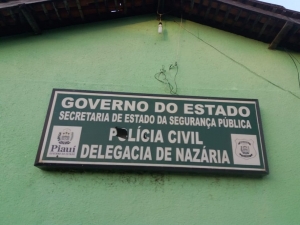 GOVERNO DO ESTADO
SECRETARIA DE ESTADO DA SEGURANÇA PÚBLICA
POLÍCIA CIVIL
DELEGACIA DE NAZÁRIA
Piauí